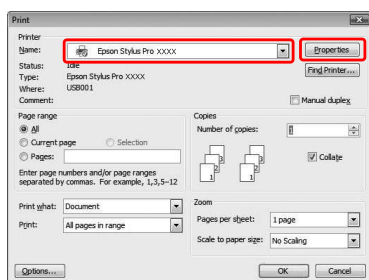 Print
Printer
Name: Epson Stylus Pro XXXX Properties
Status: Idle
Type: Epson Stylus Pro XXXX Find Printer...
Where: USB001
Comment: Manual duplex
Page range
All
Current page Selection
Pages:
Enter page numbers and/or page ranges
separated by commas. For example, 1,3,5–12
Copies
Number of copies: 1
Collate
Print what: Document
Print: All pages in range
Zoom
Pages per sheet: 1 page
Scale to paper size: No Scaling
Options... OK Cancel